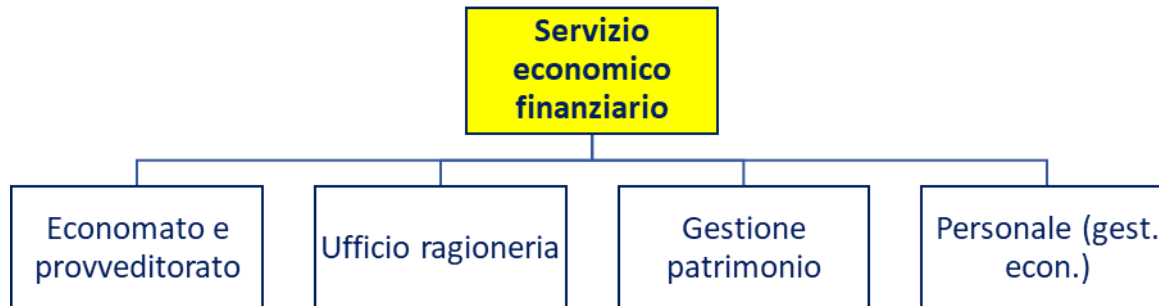 Servizio
economico
finanziario
Economato e
provveditorato
Ufficio ragioneria
Gestione
patrimonio
Personale (gest.
econ.)